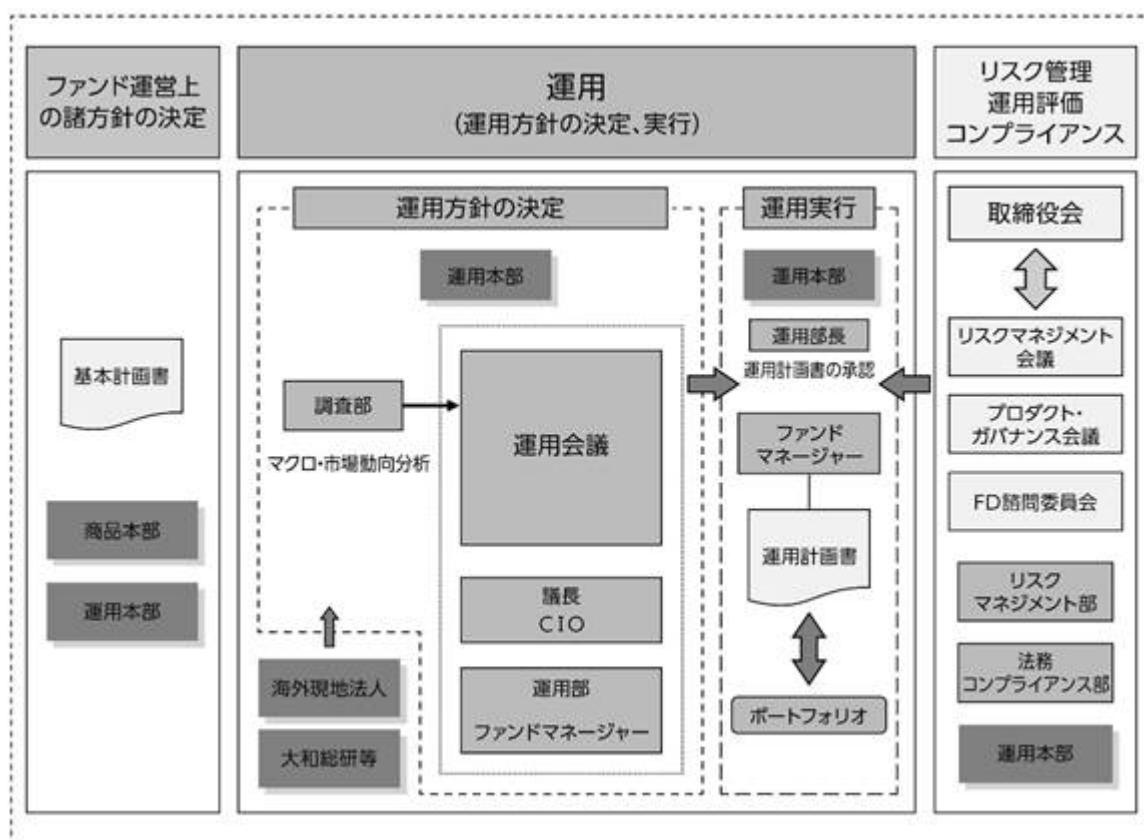 ファンド運営上
の諸方針の決定
運用
(運用方針の決定、実行)
リスク管理
運用評価
コンプライアンス
基本計画書
商品本部
運用本部
運用方針の決定
運用本部
調査部
マクロ・市場動向分析
運用会議
議長
CIO
運用部
ファンドマネージャー
海外現地法人
大和総研等
運用実行
運用本部
運用部長
運用計画書の承認
ファンド
マネージャー
運用計画書
ポートフォリオ
取締役会
リスクマネジメント
会議
プロダクト・
ガバナンス会議
FD諮問委員会
リスク
マネジメント部
法務
コンプライアンス部
運用本部